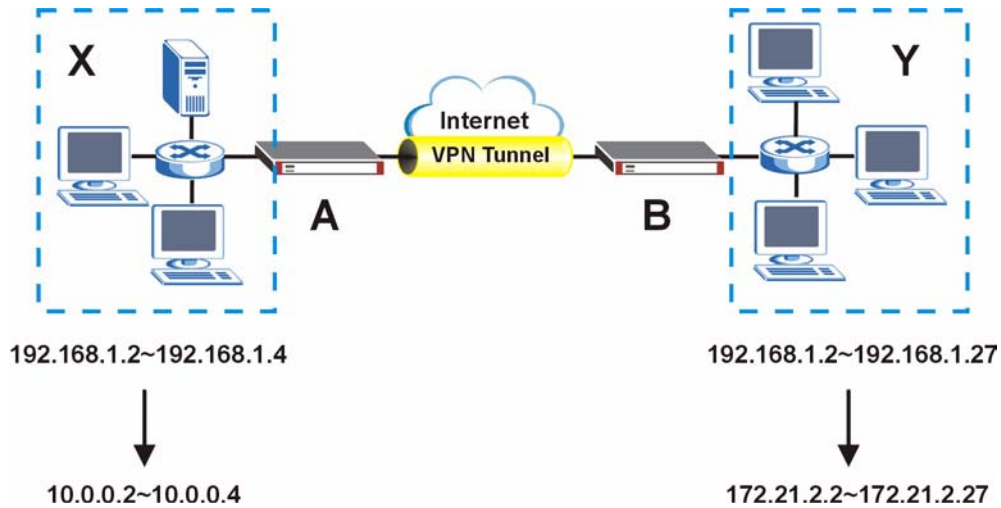 X
Y
Internet
VPN Tunnel
A
B
192.168.1.2~192.168.1.4
192.168.1.2~192.168.1.27
10.0.0.2~10.0.0.4
172.21.2.2~172.21.2.27